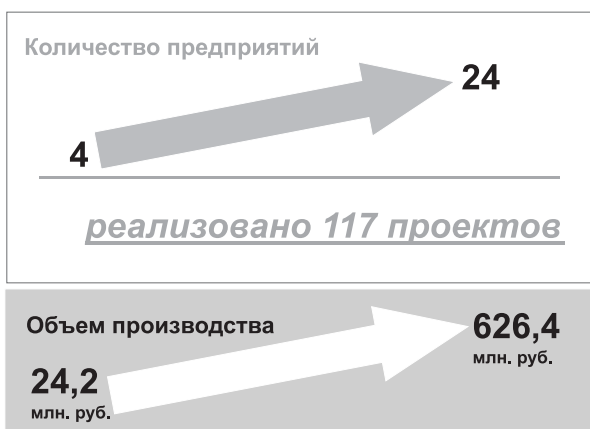 Количество предприятий
24
4
реализовано 117 проектов
Объем производства
626,4
млн. руб.
24,2
млн. руб.